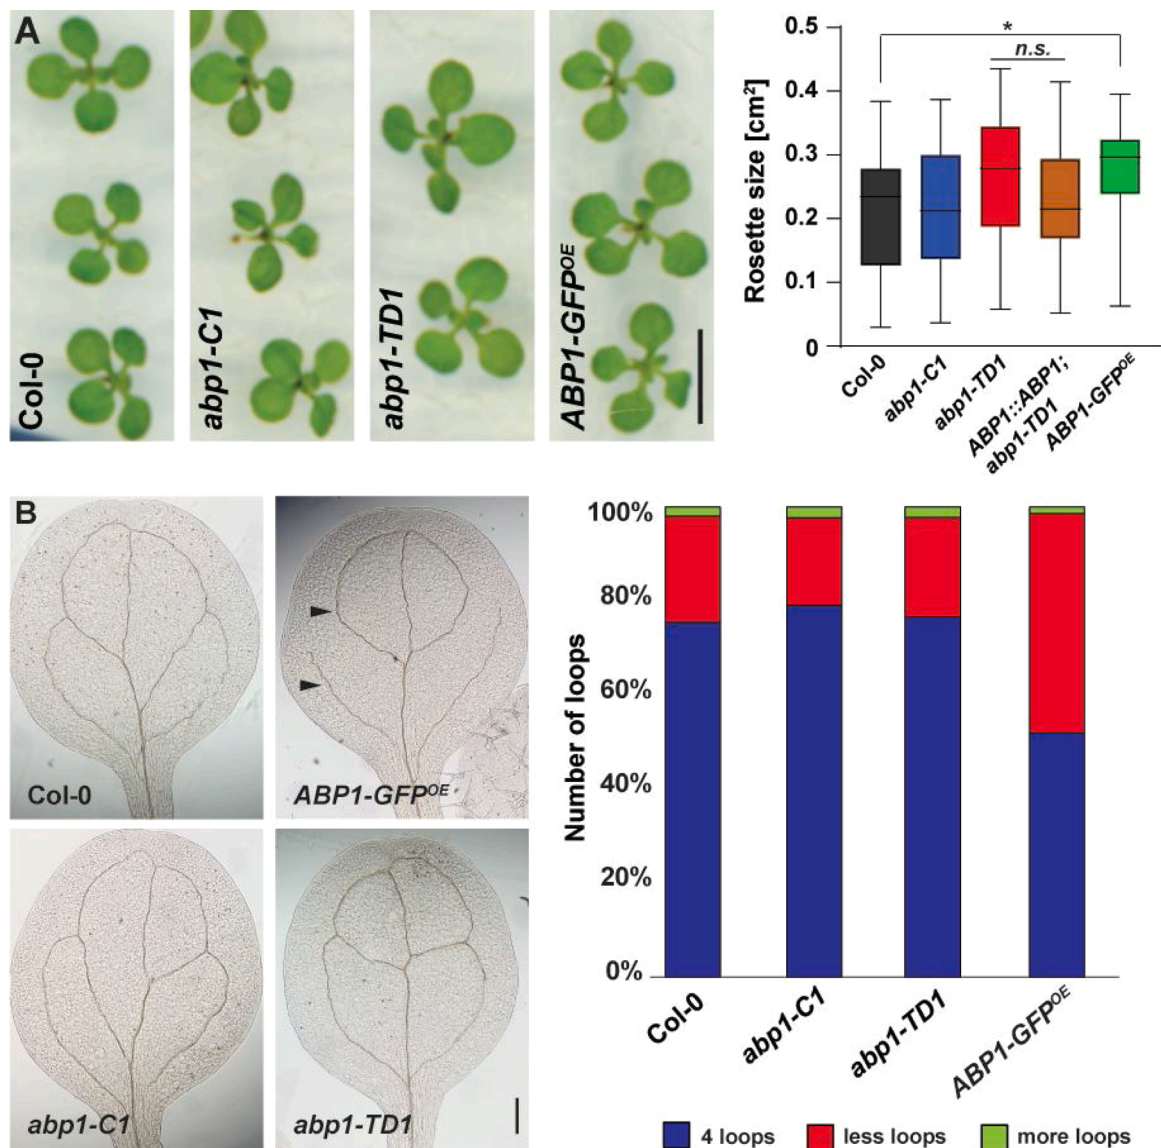 A
Col-0
abp1-C1
abp1-TD1
ABP1-GFP^OE
Rosette size [cm²]
0.5
0.4
0.3
0.2
0.1
0
*
n.s.
Col-0
abp1-C1
abp1-TD1
ABP1::ABP1;
abp1-TD1
ABP1-GFP^OE
B
Col-0
ABP1-GFP^OE
abp1-C1
abp1-TD1
Number of loops
100%
80%
60%
40%
20%
0%
Col-0
abp1-C1
abp1-TD1
ABP1-GFP^OE
4 loops less loops more loops